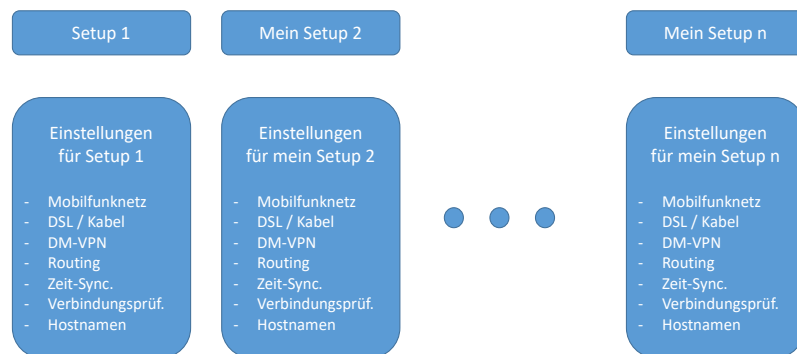 Setup 1
Mein Setup 2
Mein Setup n
Einstellungen
für Setup 1
- Mobilfunknetz
- DSL / Kabel
- DM-VPN
- Routing
- Zeit-Sync.
- Verbindungsprüf.
- Hostnamen
Einstellungen
für mein Setup 2
- Mobilfunknetz
- DSL / Kabel
- DM-VPN
- Routing
- Zeit-Sync.
- Verbindungsprüf.
- Hostnamen
Einstellungen
für mein Setup n
- Mobilfunknetz
- DSL / Kabel
- DM-VPN
- Routing
- Zeit-Sync.
- Verbindungsprüf.
- Hostnamen